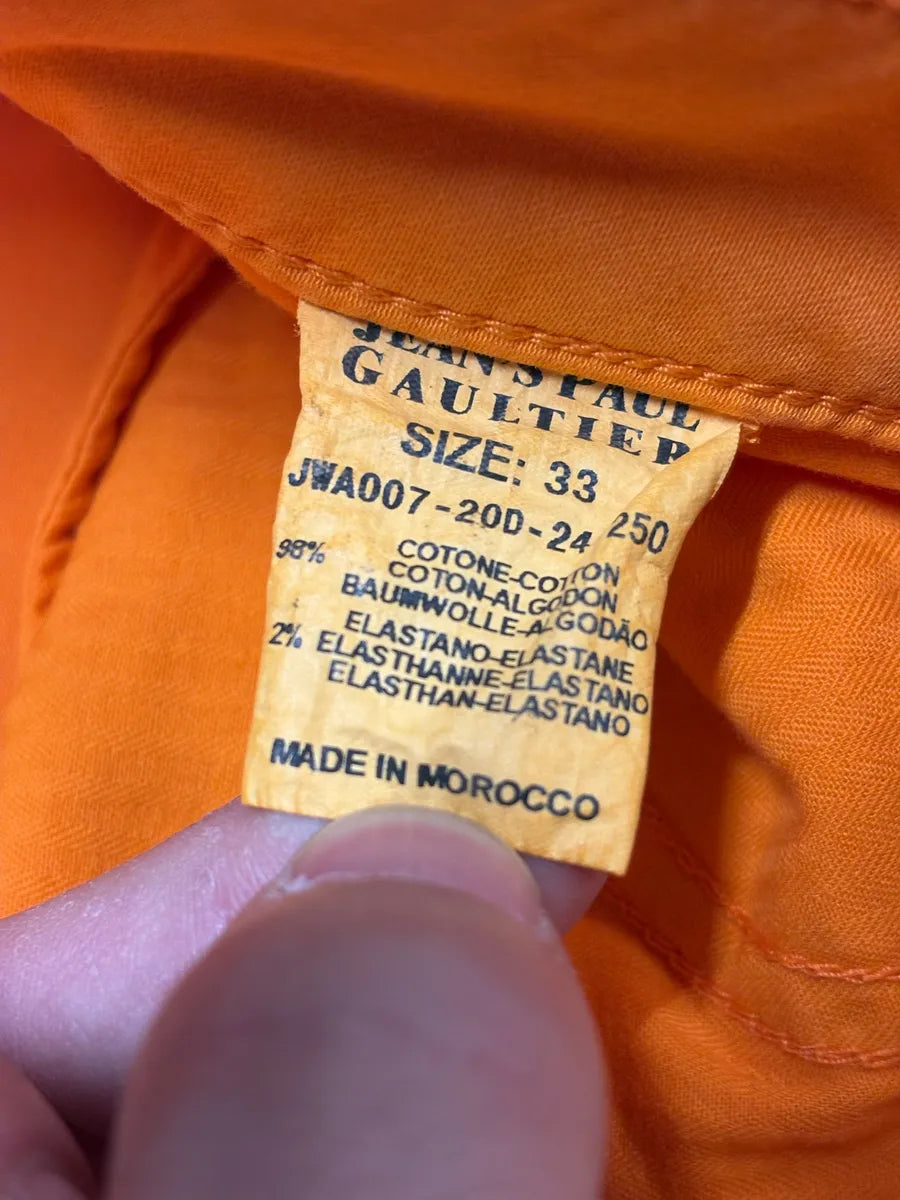 JEAN'S PAUL
GAULTIER
SIZE: 33
JWA007-20D-24 250
98% COTONE-COTTON
COTON-ALGODON
BAUMWOLLE-ALGODÃO
2% ELASTANO-ELASTANE
ELASTHANNE-ELASTANO
ELASTHAN-ELASTANO
MADE IN MOROCCO